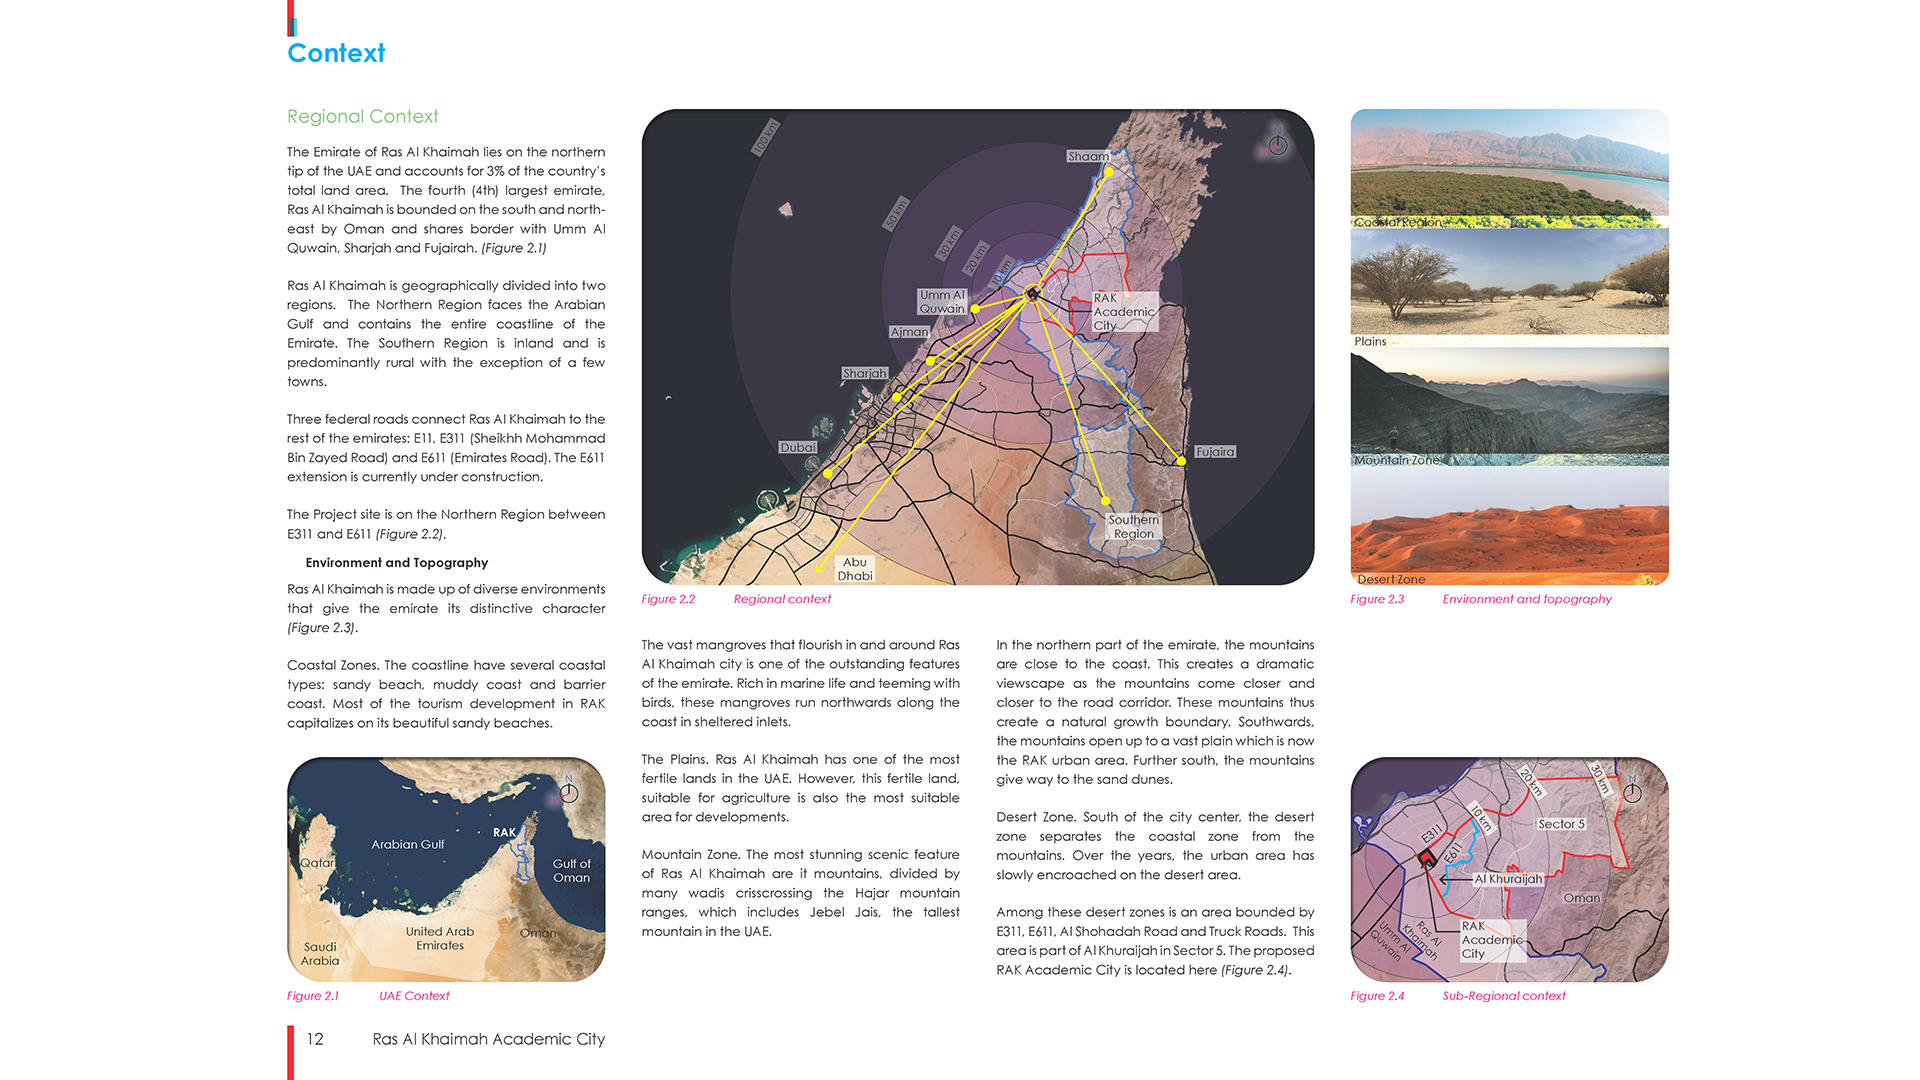 Context
Regional Context
The Emirate of Ras Al Khaimah lies on the northern
tip of the UAE and accounts for 3% of the country's
total land area. The fourth (4th) largest emirate,
Ras Al Khaimah is bounded on the south and north-
east by Oman and shares border with Umm Al
Quwain, Sharjah and Fujairah. (Figure 2.1)
Ras Al Khaimah is geographically divided into two
regions. The Northern Region faces the Arabian
Gulf and contains the entire coastline of the
Emirate. The Southern Region is inland and is
predominantly rural with the exception of a few
towns.
Three federal roads connect Ras Al Khaimah to the
rest of the emirates: E11, E311 (Sheikhh Mohammad
Bin Zayed Road) and E611 (Emirates Road). The E611
extension is currently under construction.
The Project site is on the Northern Region between
E311 and E611 (Figure 2.2).
Environment and Topography
Ras Al Khaimah is made up of diverse environments
that give the emirate its distinctive character
(Figure 2.3).
Coastal Zones. The coastline have several coastal
types: sandy beach, muddy coast and barrier
coast. Most of the tourism development in RAK
capitalizes on its beautiful sandy beaches.
N
RAK
Arabian Gulf
Qatar
Gulf of
Oman
United Arab
Emirates
Oman
Saudi
Arabia
Figure 2.1 UAE Context
100 km
50 km
30 km
20 km
10 km
N
Shaam
Umm Al
Quwain
RAK
Academic
City
Ajman
Sharjah
Dubai
Fujaira
Southern
Region
Abu
Dhabi
Figure 2.2 Regional context
The vast mangroves that flourish in and around Ras
Al Khaimah city is one of the outstanding features
of the emirate. Rich in marine life and teeming with
birds, these mangroves run northwards along the
coast in sheltered inlets.
The Plains. Ras Al Khaimah has one of the most
fertile lands in the UAE. However, this fertile land,
suitable for agriculture is also the most suitable
area for developments.
Mountain Zone. The most stunning scenic feature
of Ras Al Khaimah are it mountains, divided by
many wadis crisscrossing the Hajar mountain
ranges, which includes Jebel Jais, the tallest
mountain in the UAE.
In the northern part of the emirate, the mountains
are close to the coast. This creates a dramatic
viewscape as the mountains come closer and
closer to the road corridor. These mountains thus
create a natural growth boundary. Southwards,
the mountains open up to a vast plain which is now
the RAK urban area. Further south, the mountains
give way to the sand dunes.
Desert Zone. South of the city center, the desert
zone separates the coastal zone from the
mountains. Over the years, the urban area has
slowly encroached on the desert area.
Among these desert zones is an area bounded by
E311, E611, Al Shohadah Road and Truck Roads. This
area is part of Al Khuraijah in Sector 5. The proposed
RAK Academic City is located here (Figure 2.4).
Coastal Region
Plains
Mountain Zone
Desert Zone
Figure 2.3 Environment and topography
20 km
30 km
N
10 km
Sector 5
E311
E611
Al Khuraijah
Oman
RAK
Academic
City
Ras Al
Khaimah
Umm Al
Quwain
Figure 2.4 Sub-Regional context
12 Ras Al Khaimah Academic City